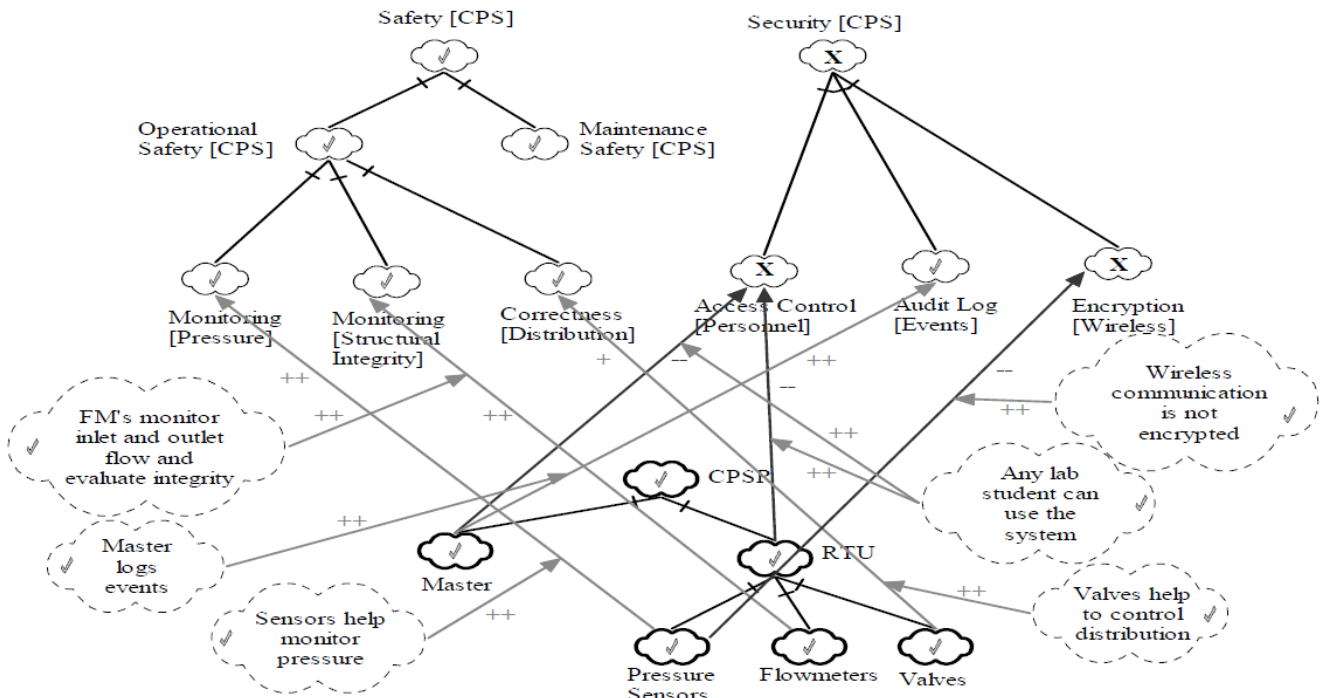 Safety [CPS]
Security [CPS]
X
Operational
Safety [CPS]
Maintenance
Safety [CPS]
X
X
Monitoring
[Pressure]
Monitoring
[Structural
Integrity]
Correctness
[Distribution]
Access Control
[Personnel]
Audit Log
[Events]
Encryption
[Wireless]
++
++
++
+
--
++
--
--
++
++
++
FM's monitor
inlet and outlet
flow and
evaluate integrity
Wireless
communication
is not
encrypted
CPSR
Any lab
student can
use the
system
++
Master
logs
events
Master
RTU
++
++
Sensors help
monitor
pressure
Valves help
to control
distribution
Pressure
Sensors
Flowmeters
Valves